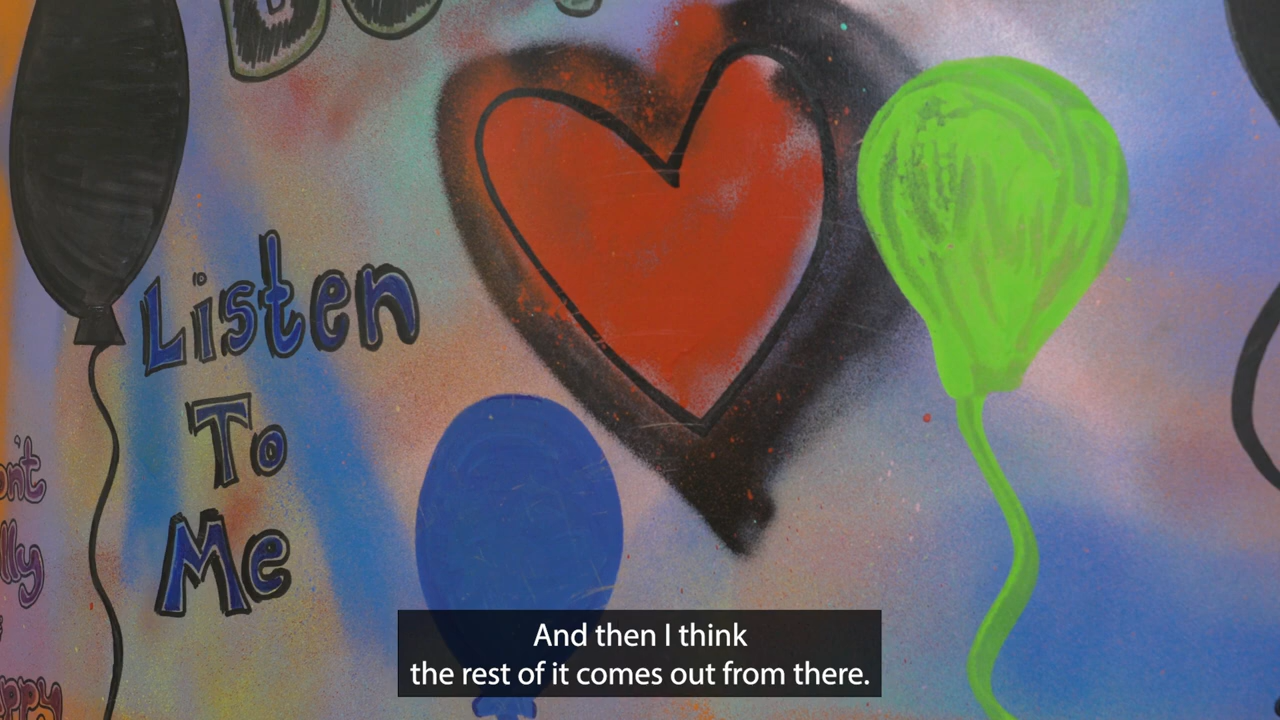 Listen
To
Me
And then I think
the rest of it comes out from there.